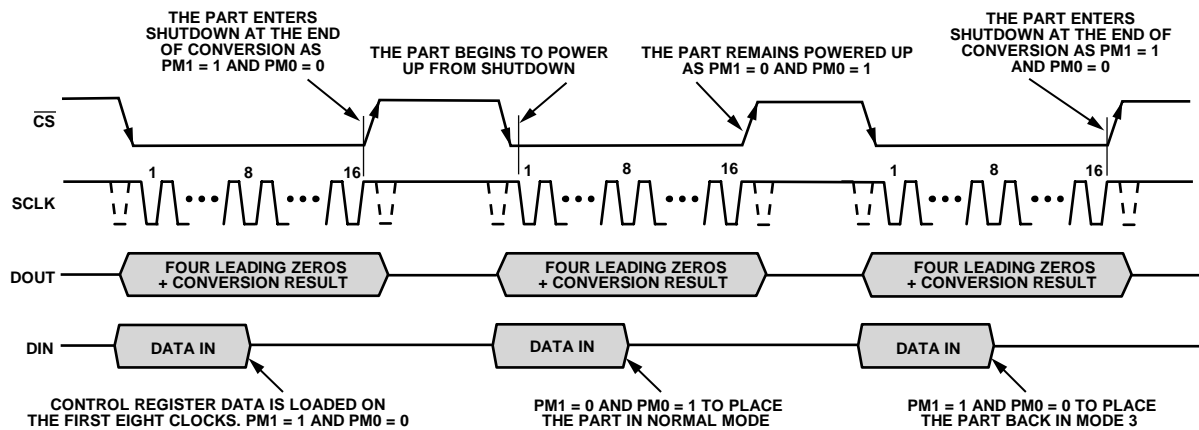 THE PART ENTERS
SHUTDOWN AT THE END
OF CONVERSION AS
PM1 = 1 AND PM0 = 0
THE PART BEGINS TO POWER
UP FROM SHUTDOWN
THE PART REMAINS POWERED UP
AS PM1 = 0 AND PM0 = 1
THE PART ENTERS
SHUTDOWN AT THE END OF
CONVERSION AS PM1 = 1
AND PM0 = 0
CS
1 8 16 1 8 16 1 8 16
SCLK
DOUT
FOUR LEADING ZEROS
+ CONVERSION RESULT
FOUR LEADING ZEROS
+ CONVERSION RESULT
FOUR LEADING ZEROS
+ CONVERSION RESULT
DIN
DATA IN
DATA IN
DATA IN
CONTROL REGISTER DATA IS LOADED ON
THE FIRST EIGHT CLOCKS. PM1 = 1 AND PM0 = 0
PM1 = 0 AND PM0 = 1 TO PLACE
THE PART IN NORMAL MODE
PM1 = 1 AND PM0 = 0 TO PLACE
THE PART BACK IN MODE 3